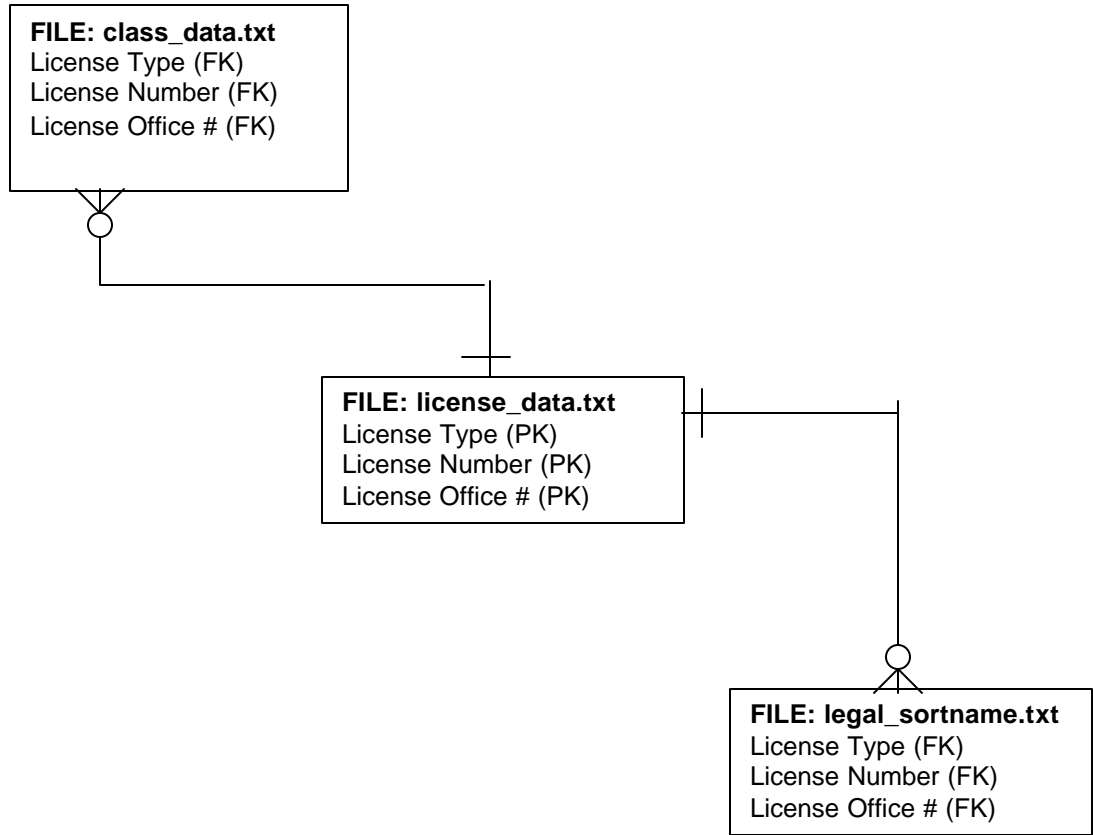 FILE: class_data.txt
License Type (FK)
License Number (FK)
License Office # (FK)
FILE: license_data.txt
License Type (PK)
License Number (PK)
License Office # (PK)
FILE: legal_sortname.txt
License Type (FK)
License Number (FK)
License Office # (FK)